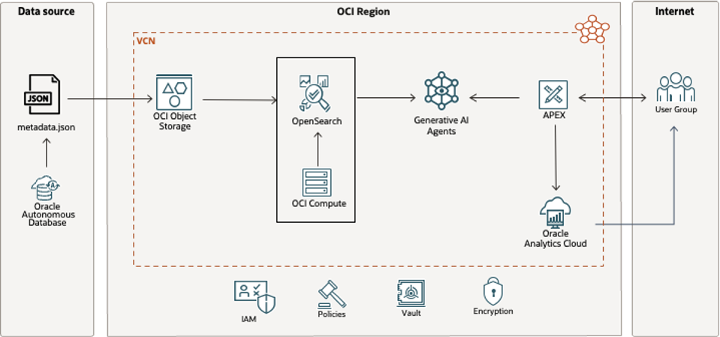 Data source
OCI Region
Internet
VCN
JSON
metadata.json
OCI Object
Storage
OpenSearch
Generative AI
Agents
APEX
User Group
Oracle
Autonomous
Database
A
OCI Compute
Oracle
Analytics Cloud
IAM
Policies
Vault
Encryption